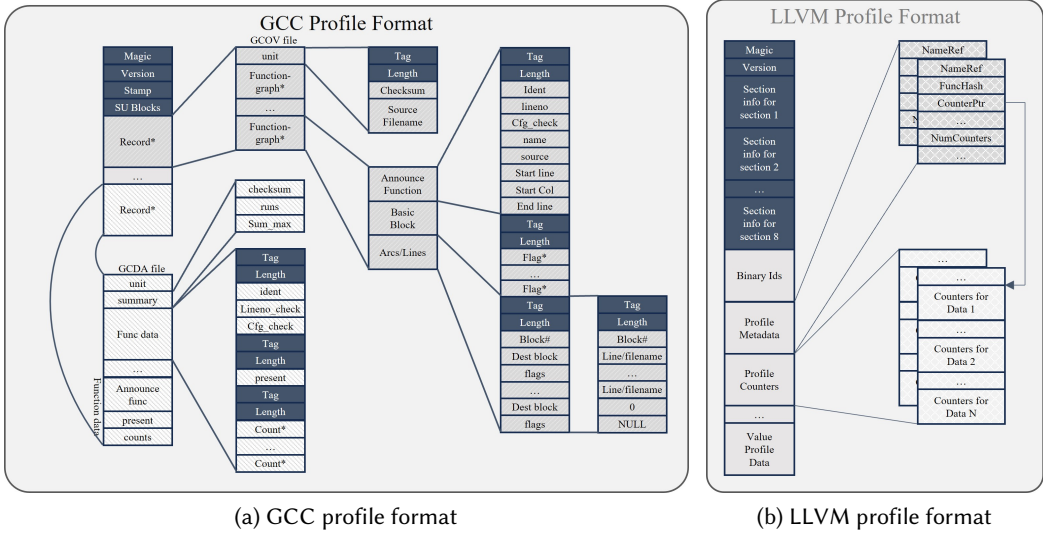 GCC Profile Format
Magic
Version
Stamp
SU Blocks
Record*
...
Record*
GCDA file
unit
summary
Func data
...
Announce
func
present
counts
Function data
GCOV file
unit
Function-
graph*
...
Function-
graph*
checksum
runs
Sum_max
Tag
Length
ident
Lineno_check
Cfg_check
Tag
Length
present
Tag
Length
Count*
...
Count*
Tag
Length
Checksum
Source
Filename
Announce
Function
Basic
Block
Arcs/Lines
Tag
Length
Ident
lineno
Cfg_check
name
source
Start line
Start Col
End line
Tag
Length
Flag*
...
Flag*
Tag
Length
Block#
Dest block
flags
...
Dest block
flags
Tag
Length
Block#
Line/filename
...
Line/filename
0
NULL
(a) GCC profile format
LLVM Profile Format
Magic
Version
Section
info for
section 1
Section
info for
section 2
...
Section
info for
section 8
Binary Ids
Profile
Metadata
Profile
Counters
...
Value
Profile
Data
NameRef
NameRef
FuncHash
CounterPtr
...
NumCounters
...
...
...
Counters for
Data 1
...
Counters for
Data 2
...
Counters for
Data N
(b) LLVM profile format